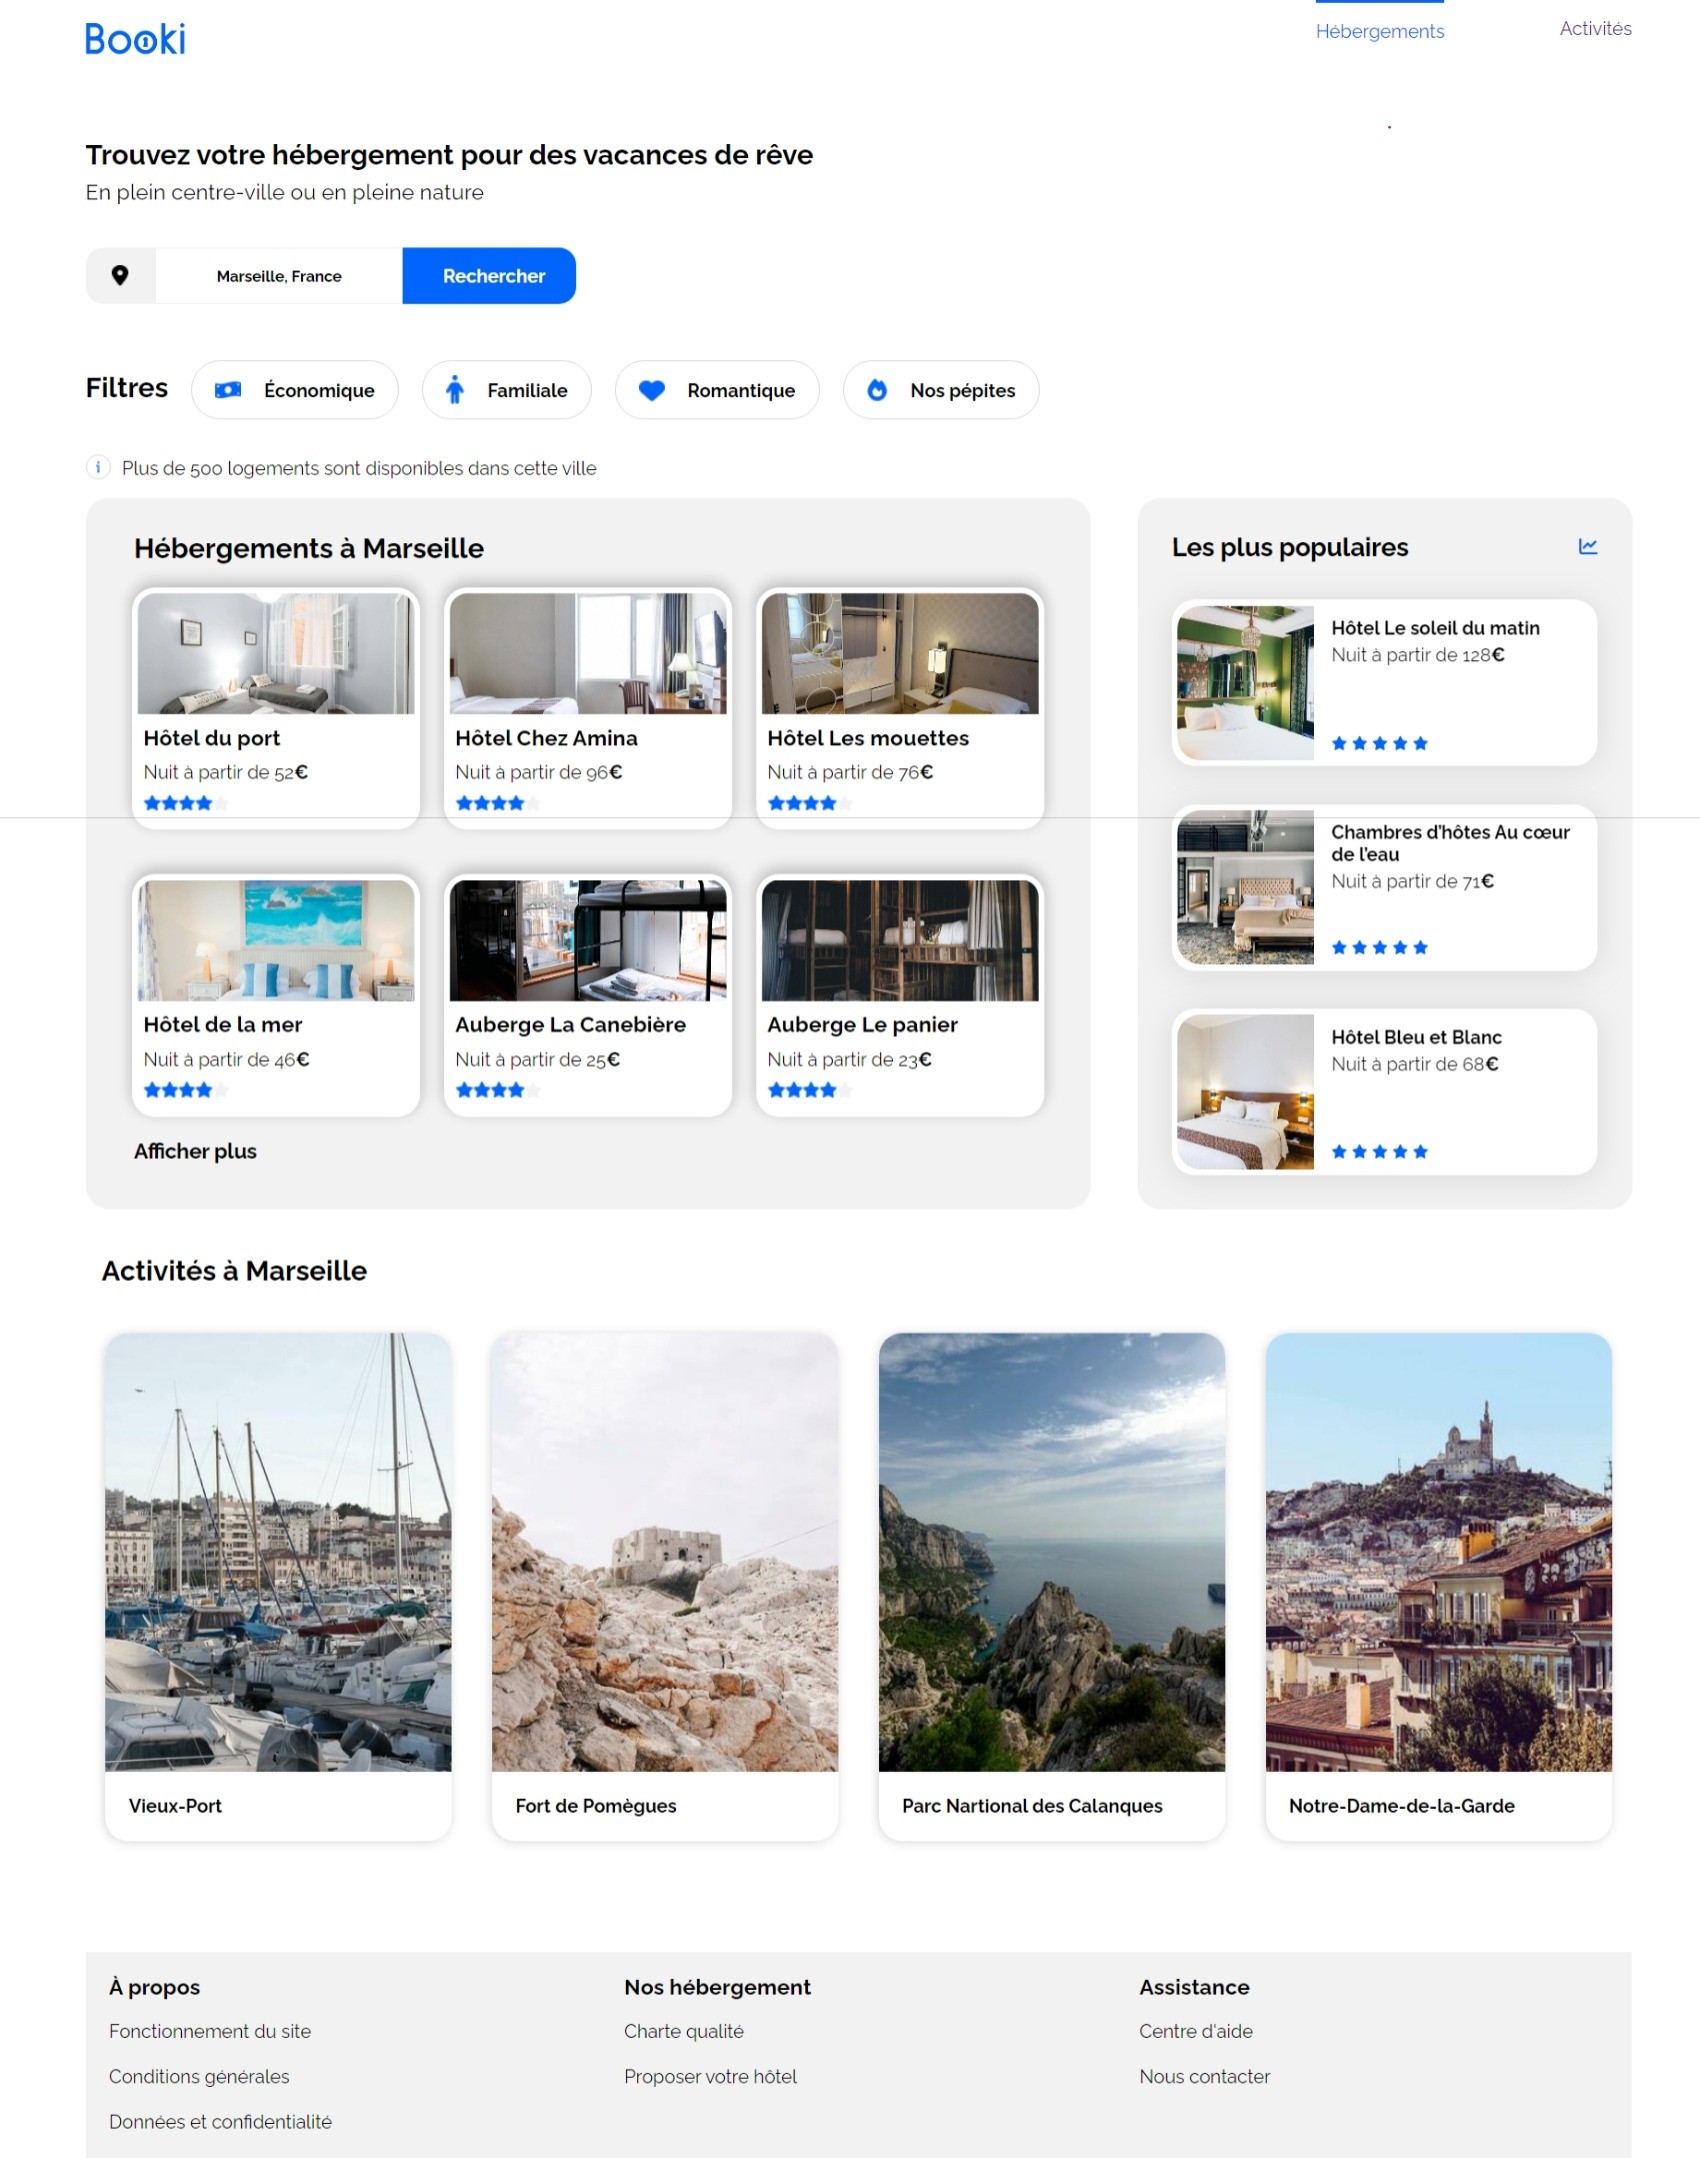 Booki
Hébergements
Activités
Trouvez votre hébergement pour des vacances de rêve
En plein centre-ville ou en pleine nature
Marseille, France
Rechercher
Filtres
Économique
Familiale
Romantique
Nos pépites
Plus de 500 logements sont disponibles dans cette ville
Hébergements à Marseille
Hôtel du port
Nuit à partir de 52€
Hôtel Chez Amina
Nuit à partir de 96€
Hôtel Les mouettes
Nuit à partir de 76€
Hôtel de la mer
Nuit à partir de 46€
Auberge La Canebière
Nuit à partir de 25€
Auberge Le panier
Nuit à partir de 23€
Afficher plus
Les plus populaires
Hôtel Le soleil du matin
Nuit à partir de 128€
Chambres d'hôtes Au cœur
de l'eau
Nuit à partir de 71€
Hôtel Bleu et Blanc
Nuit à partir de 68€
Activités à Marseille
Vieux-Port
Fort de Pomègues
Parc Nartional des Calanques
Notre-Dame-de-la-Garde
À propos
Fonctionnement du site
Conditions générales
Données et confidentialité
Nos hébergement
Charte qualité
Proposer votre hôtel
Assistance
Centre d'aide
Nous contacter